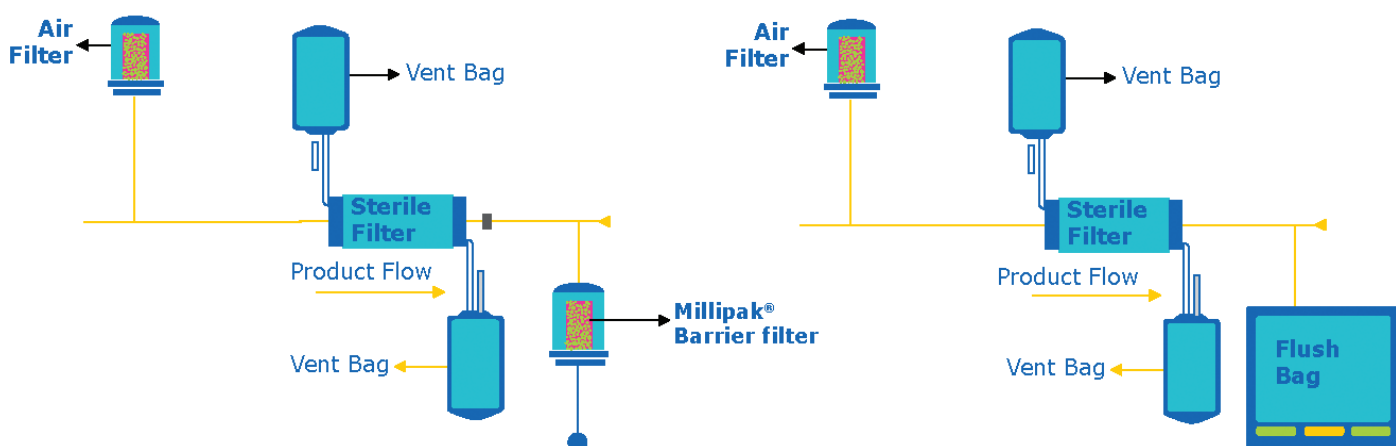 Air
Filter
Vent Bag
Sterile
Filter
Product Flow
Millipak®
Barrier filter
Vent Bag
Air
Filter
Vent Bag
Sterile
Filter
Product Flow
Vent Bag
Flush
Bag